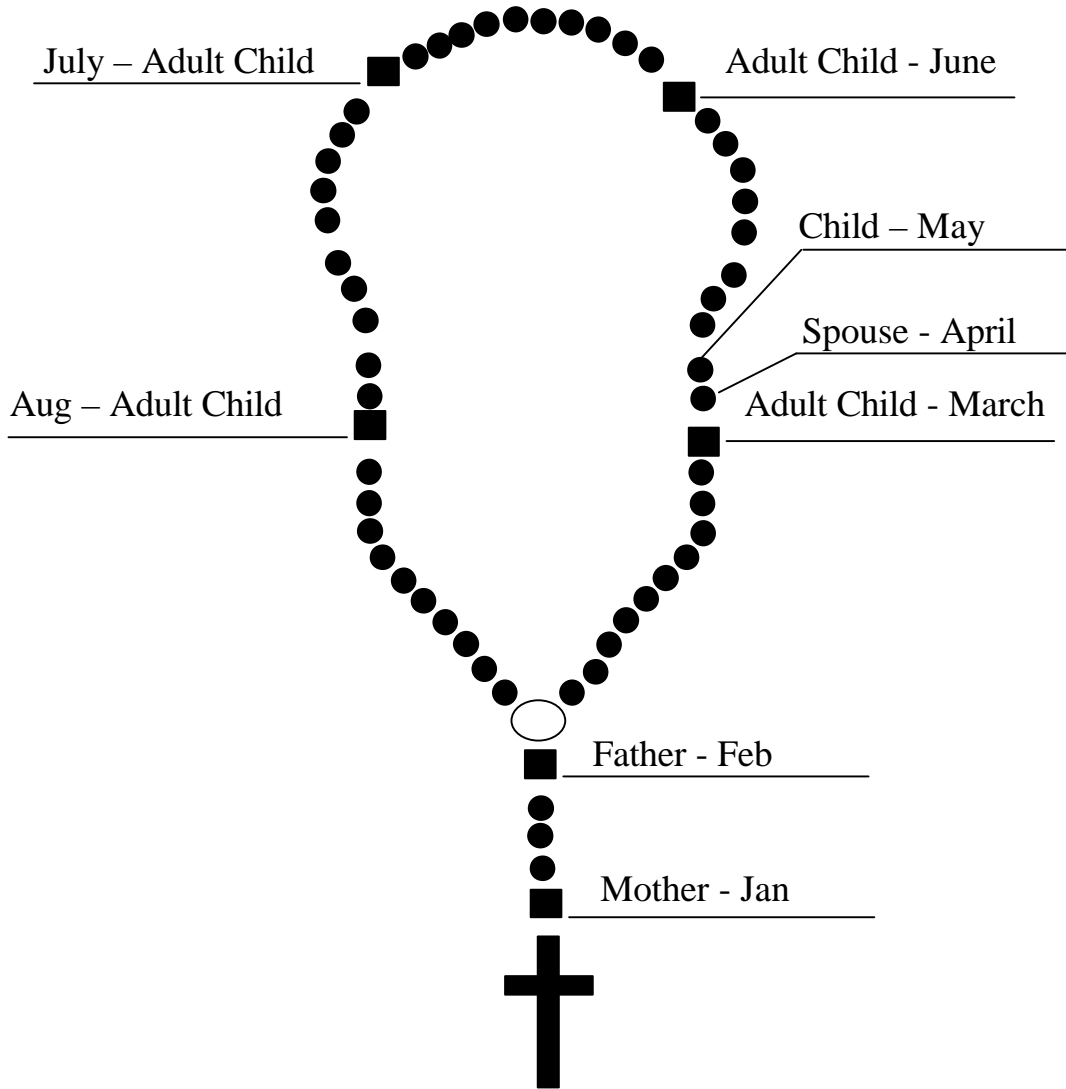 July – Adult Child
Adult Child - June
Child – May
Spouse - April
Aug – Adult Child
Adult Child - March
Father - Feb
Mother - Jan